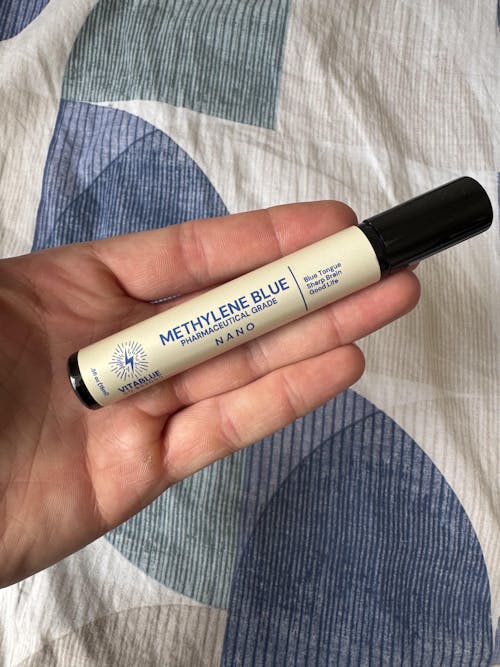 METHYLENE BLUE
PHARMACEUTICAL GRADE
NANO
Blue Tongue
Sharp Brain
Good Life
VITABLUE